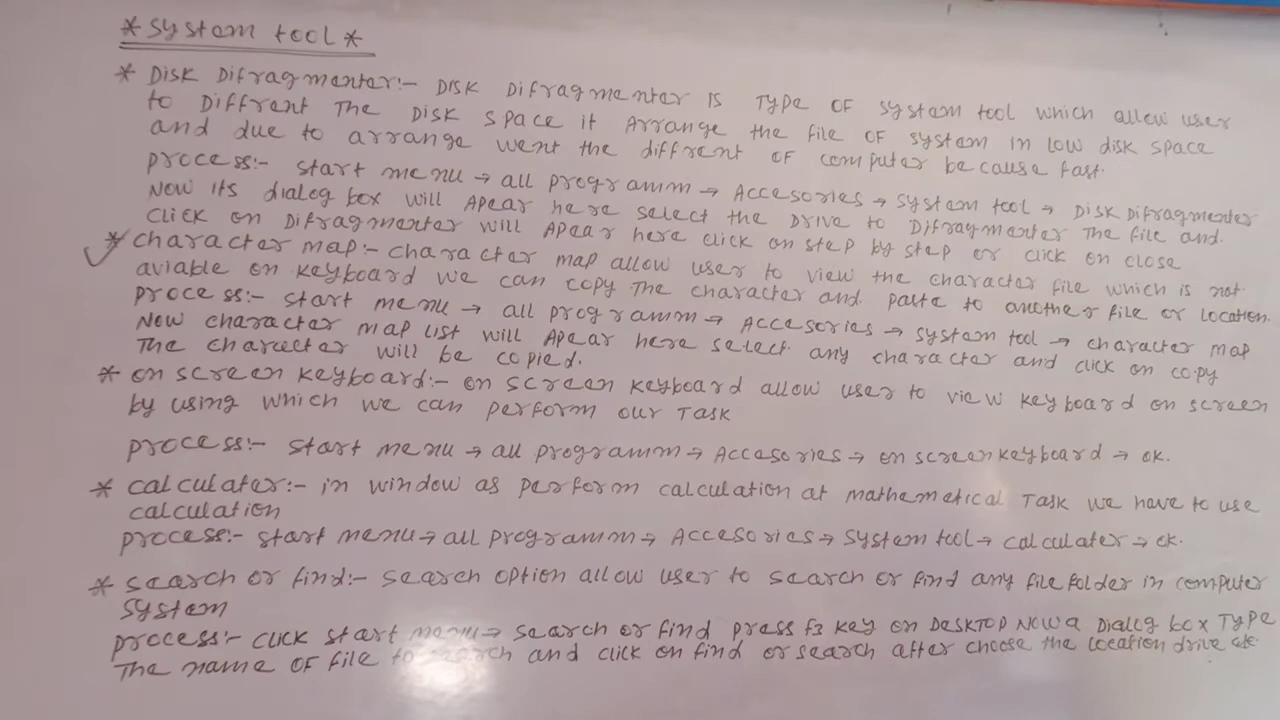 * System tool *
* Disk Difragmenter:- Disk Difragmenter is Type of system tool which allow user
to Diffrent The Disk space it Arrange the file of system in low disk space
and due to arrange went the diffrent of computer because fast.
process:- start menu → all programm → Accesories → system tool → Disk Difragmenter
Now its dialog box will Apear here select the Drive to Difragmenter The file and
click on Difragmenter will Apear here click on step by step or click on close
* character map:- character map allow user to view the character file which is not
aviable on keyboard we can copy the character and paste to another file or location.
process:- start menu → all programm → Accesories → system tool → character map
Now character map list will Apear here select any character and click on copy
The charecter will be copied.
* on screen keyboard:- on screen keyboard allow user to view keyboard on screen
by using which we can perform our Task
process:- start menu → all programm → Accesories → on screen keyboard → ok.
* calculater:- in window as perform calculation at mathemetical Task we have to use
calculation
process:- start menu → all programm → Accesories → system tool → calculater → ok.
* search or find:- search option allow user to search or find any file folder in computer
system
process:- click start menu → search or find press f3 key on Desktop Now a Dialog box Type
The name of file to search and click on find or search after choose the location drive etc.